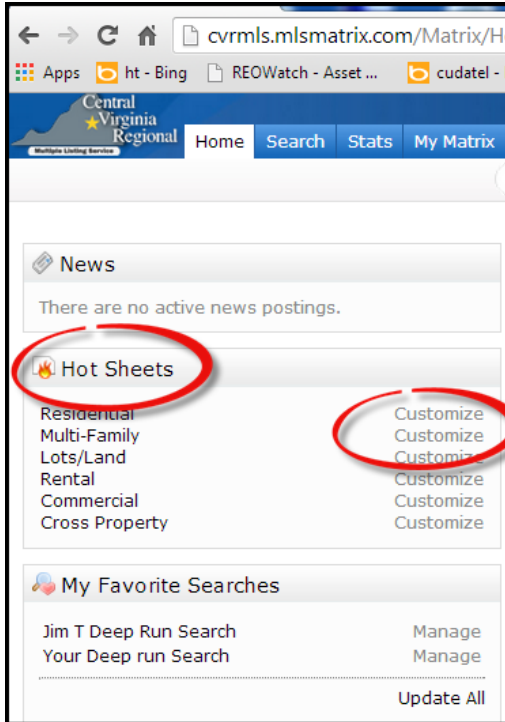 cvrmls.mlsmatrix.com/Matrix/H
Apps ht - Bing REOWatch - Asset ... cudatel -
Central
Virginia
Regional
Multiple Listing Service
Home Search Stats My Matrix
News
There are no active news postings.
Hot Sheets
Residential Customize
Multi-Family Customize
Lots/Land Customize
Rental Customize
Commercial Customize
Cross Property Customize
My Favorite Searches
Jim T Deep Run Search Manage
Your Deep run Search Manage
Update All